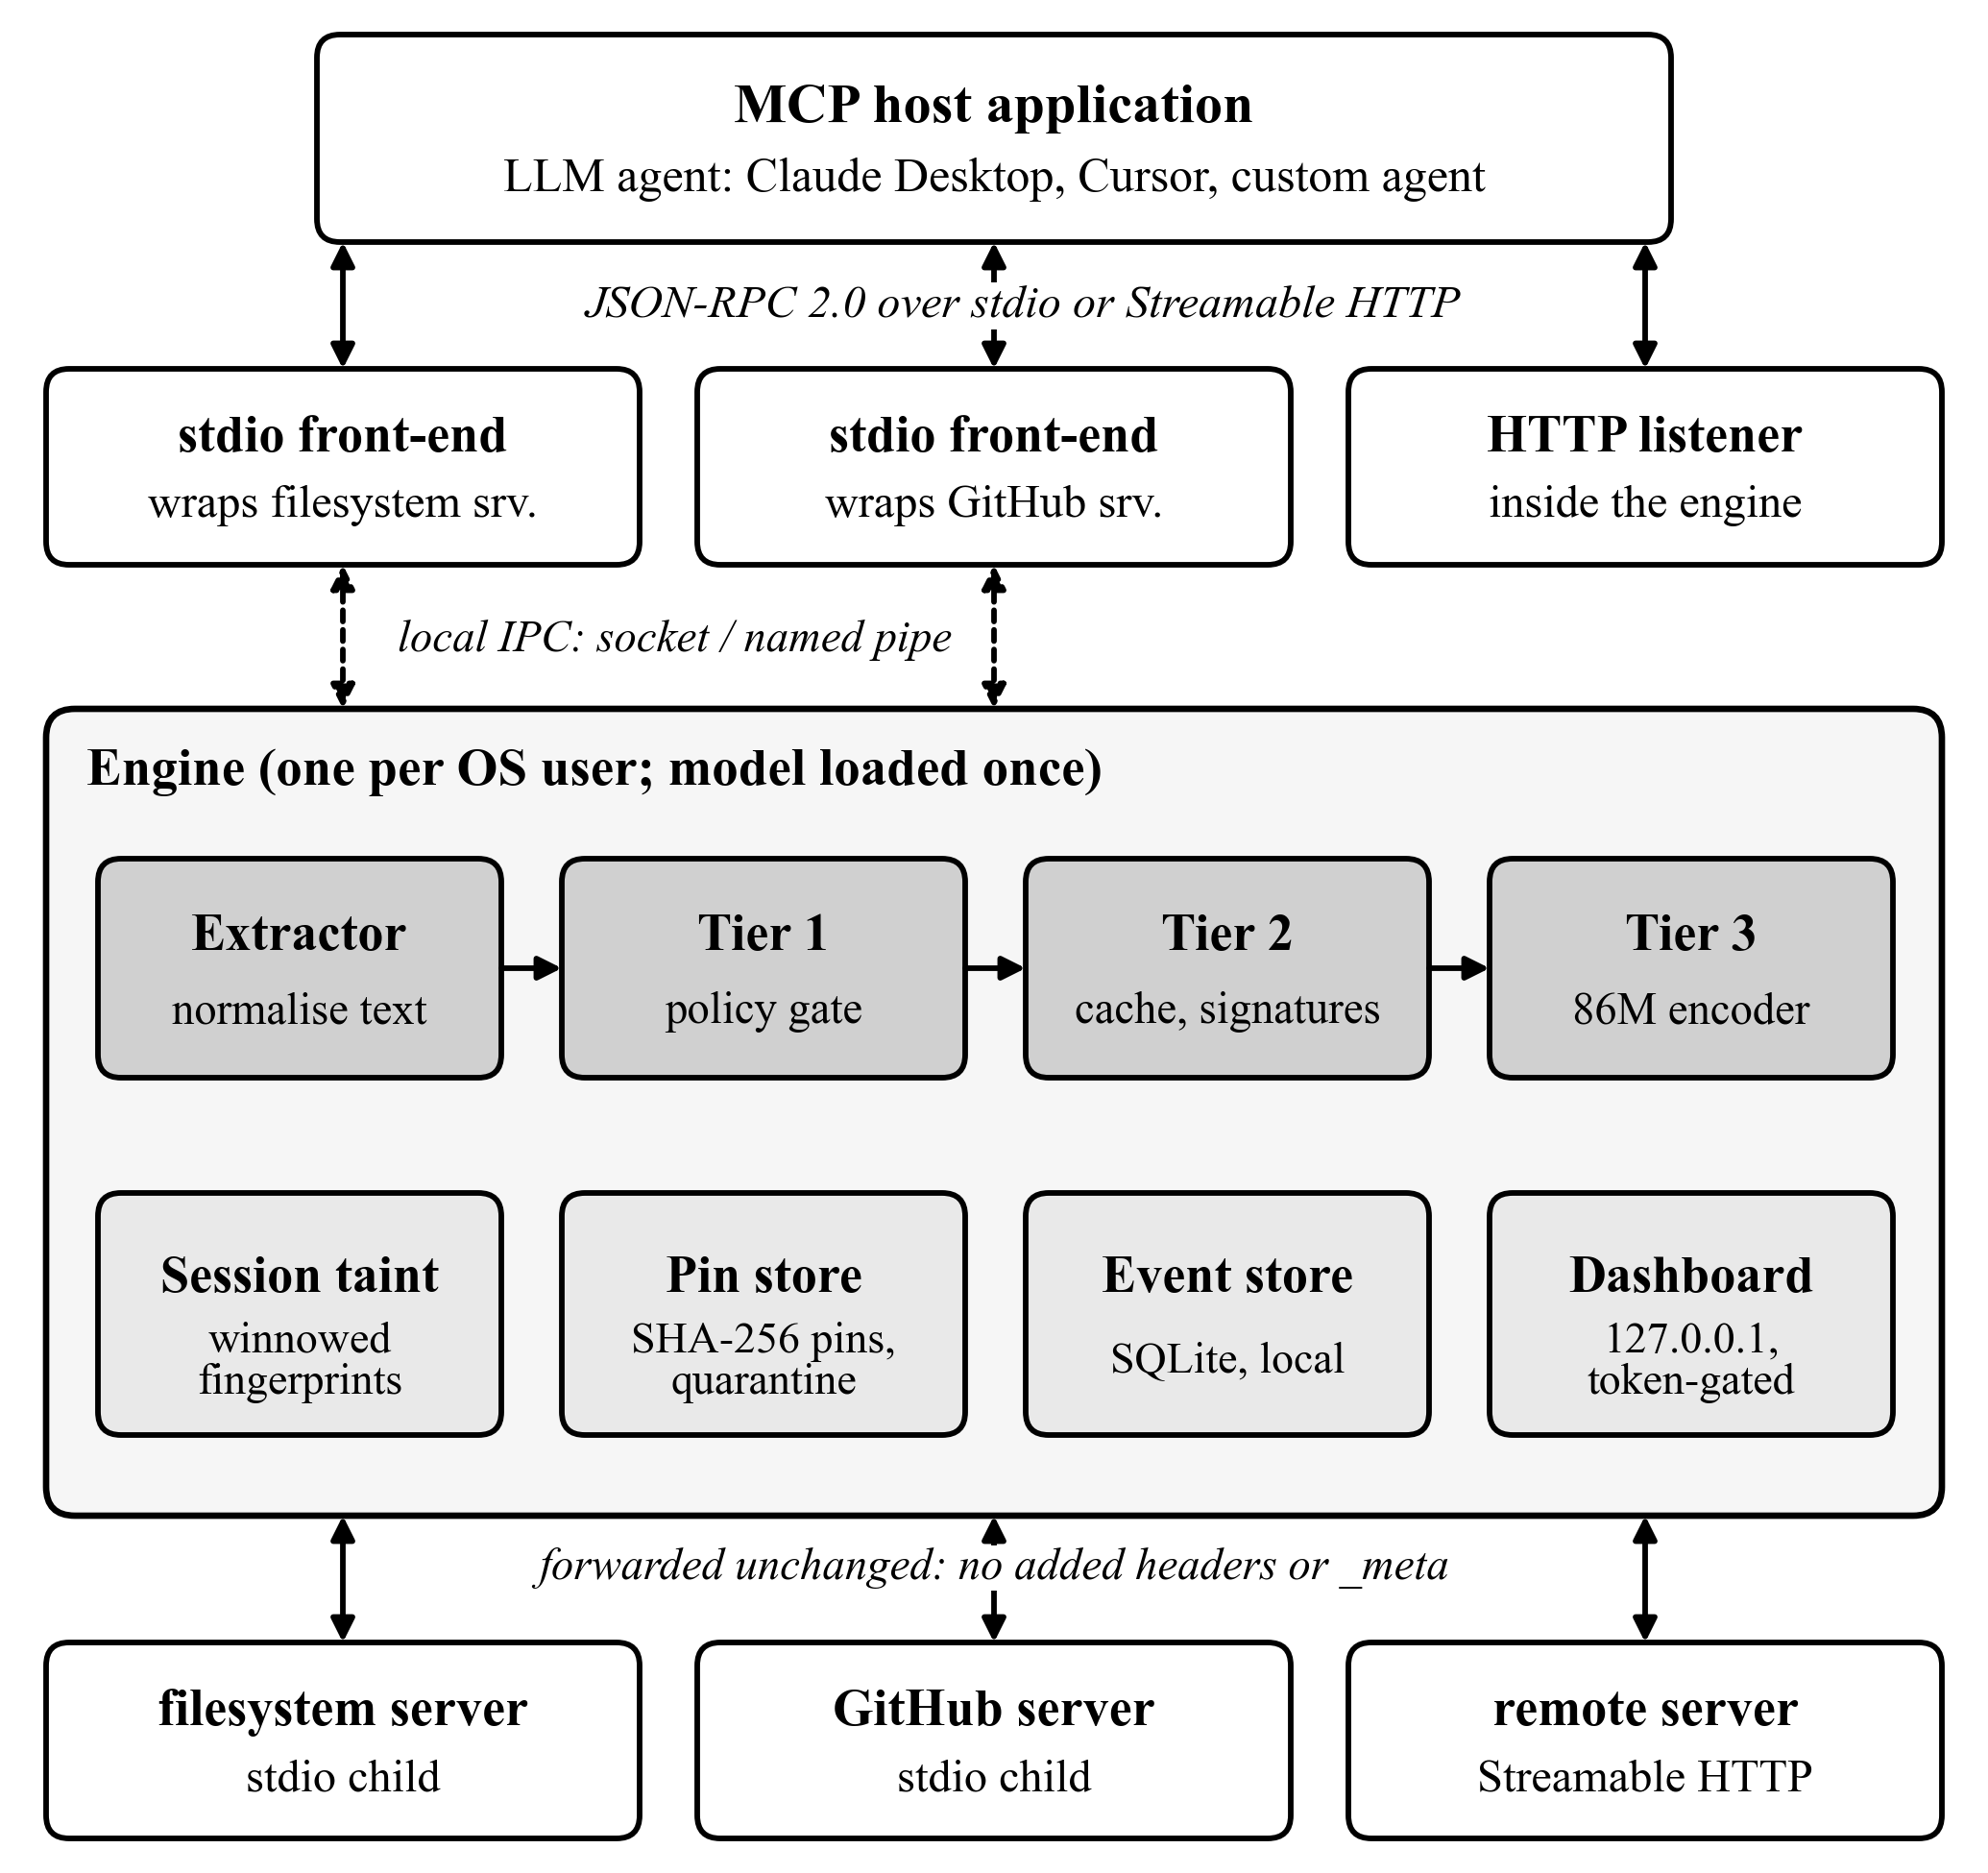 MCP host application
LLM agent: Claude Desktop, Cursor, custom agent
JSON-RPC 2.0 over stdio or Streamable HTTP
stdio front-end
wraps filesystem srv.
stdio front-end
wraps GitHub srv.
HTTP listener
inside the engine
local IPC: socket / named pipe
Engine (one per OS user; model loaded once)
Extractor
normalise text
Tier 1
policy gate
Tier 2
cache, signatures
Tier 3
86M encoder
Session taint
winnowed
fingerprints
Pin store
SHA-256 pins,
quarantine
Event store
SQLite, local
Dashboard
127.0.0.1,
token-gated
forwarded unchanged: no added headers or _meta
filesystem server
stdio child
GitHub server
stdio child
remote server
Streamable HTTP